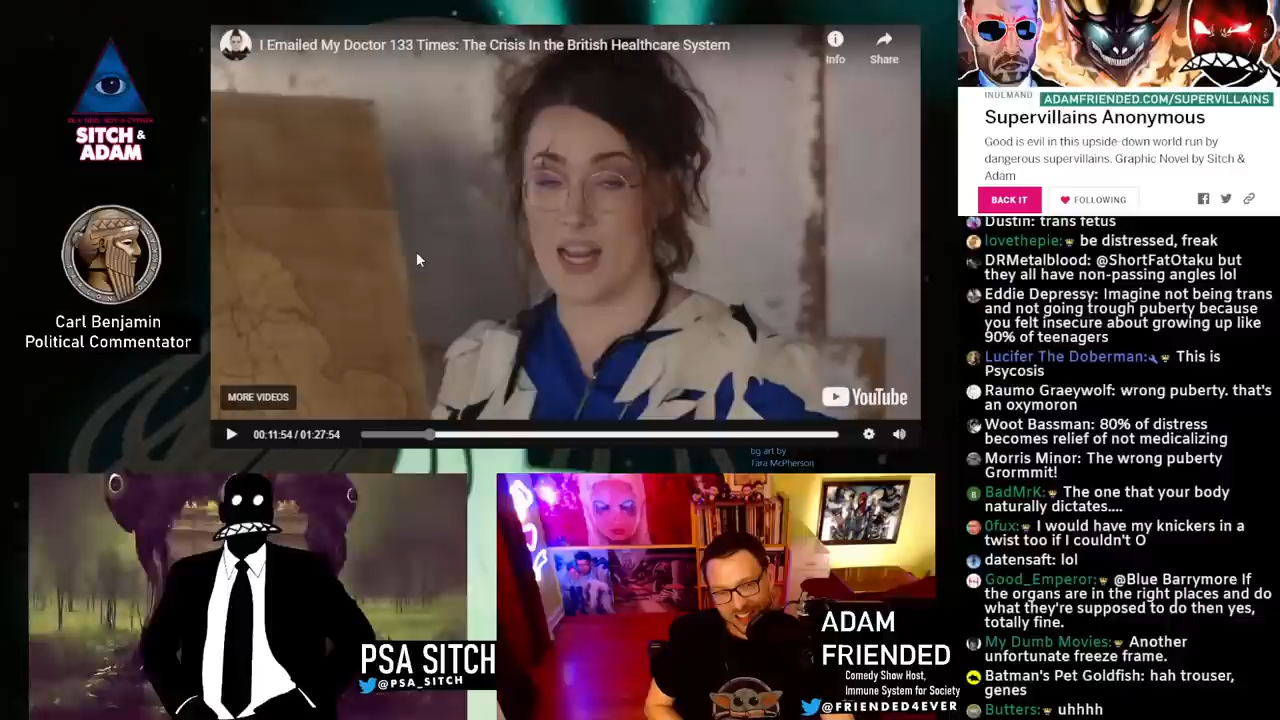 I Emailed My Doctor 133 Times: The Crisis In the British Healthcare System
Info
Share
MORE VIDEOS
YouTube
00:11:54 / 01:27:54
SITCH &
ADAM
Carl Benjamin
Political Commentator
bg art by
Tara McPherson
PSA SITCH
@PSA_SITCH
ADAM
FRIENDED
Comedy Show Host,
Immune System for Society
@FRIENDED4EVER
INDEMAND
ADAMFRIENDED.COM/SUPERVILLAINS
Supervillains Anonymous
Good is evil in this upside-down world run by
dangerous supervillains. Graphic Novel by Sitch &
Adam
BACK IT
FOLLOWING
Dustin: trans fetus
lovethepie: be distressed, freak
DRMetalblood: @ShortFatOtaku but
they all have non-passing angles lol
Eddie Depressy: Imagine not being trans
and not going trough puberty because
you felt insecure about growing up like
90% of teenagers
Lucifer The Doberman: This is
Psycosis
Raumo Graeywolf: wrong puberty. that's
an oxymoron
Woot Bassman: 80% of distress
becomes relief of not medicalizing
Morris Minor: The wrong puberty
Grormmit!
BadMrK: The one that your body
naturally dictates....
0fux: I would have my knickers in a
twist too if I couldn't O
datensaft: lol
Good_Emperor: @Blue Barrymore If
the organs are in the right places and do
what they're supposed to do then yes,
totally fine.
My Dumb Movies: Another
unfortunate freeze frame.
Batman's Pet Goldfish: hah trouser,
genes
Butters: uhhhh